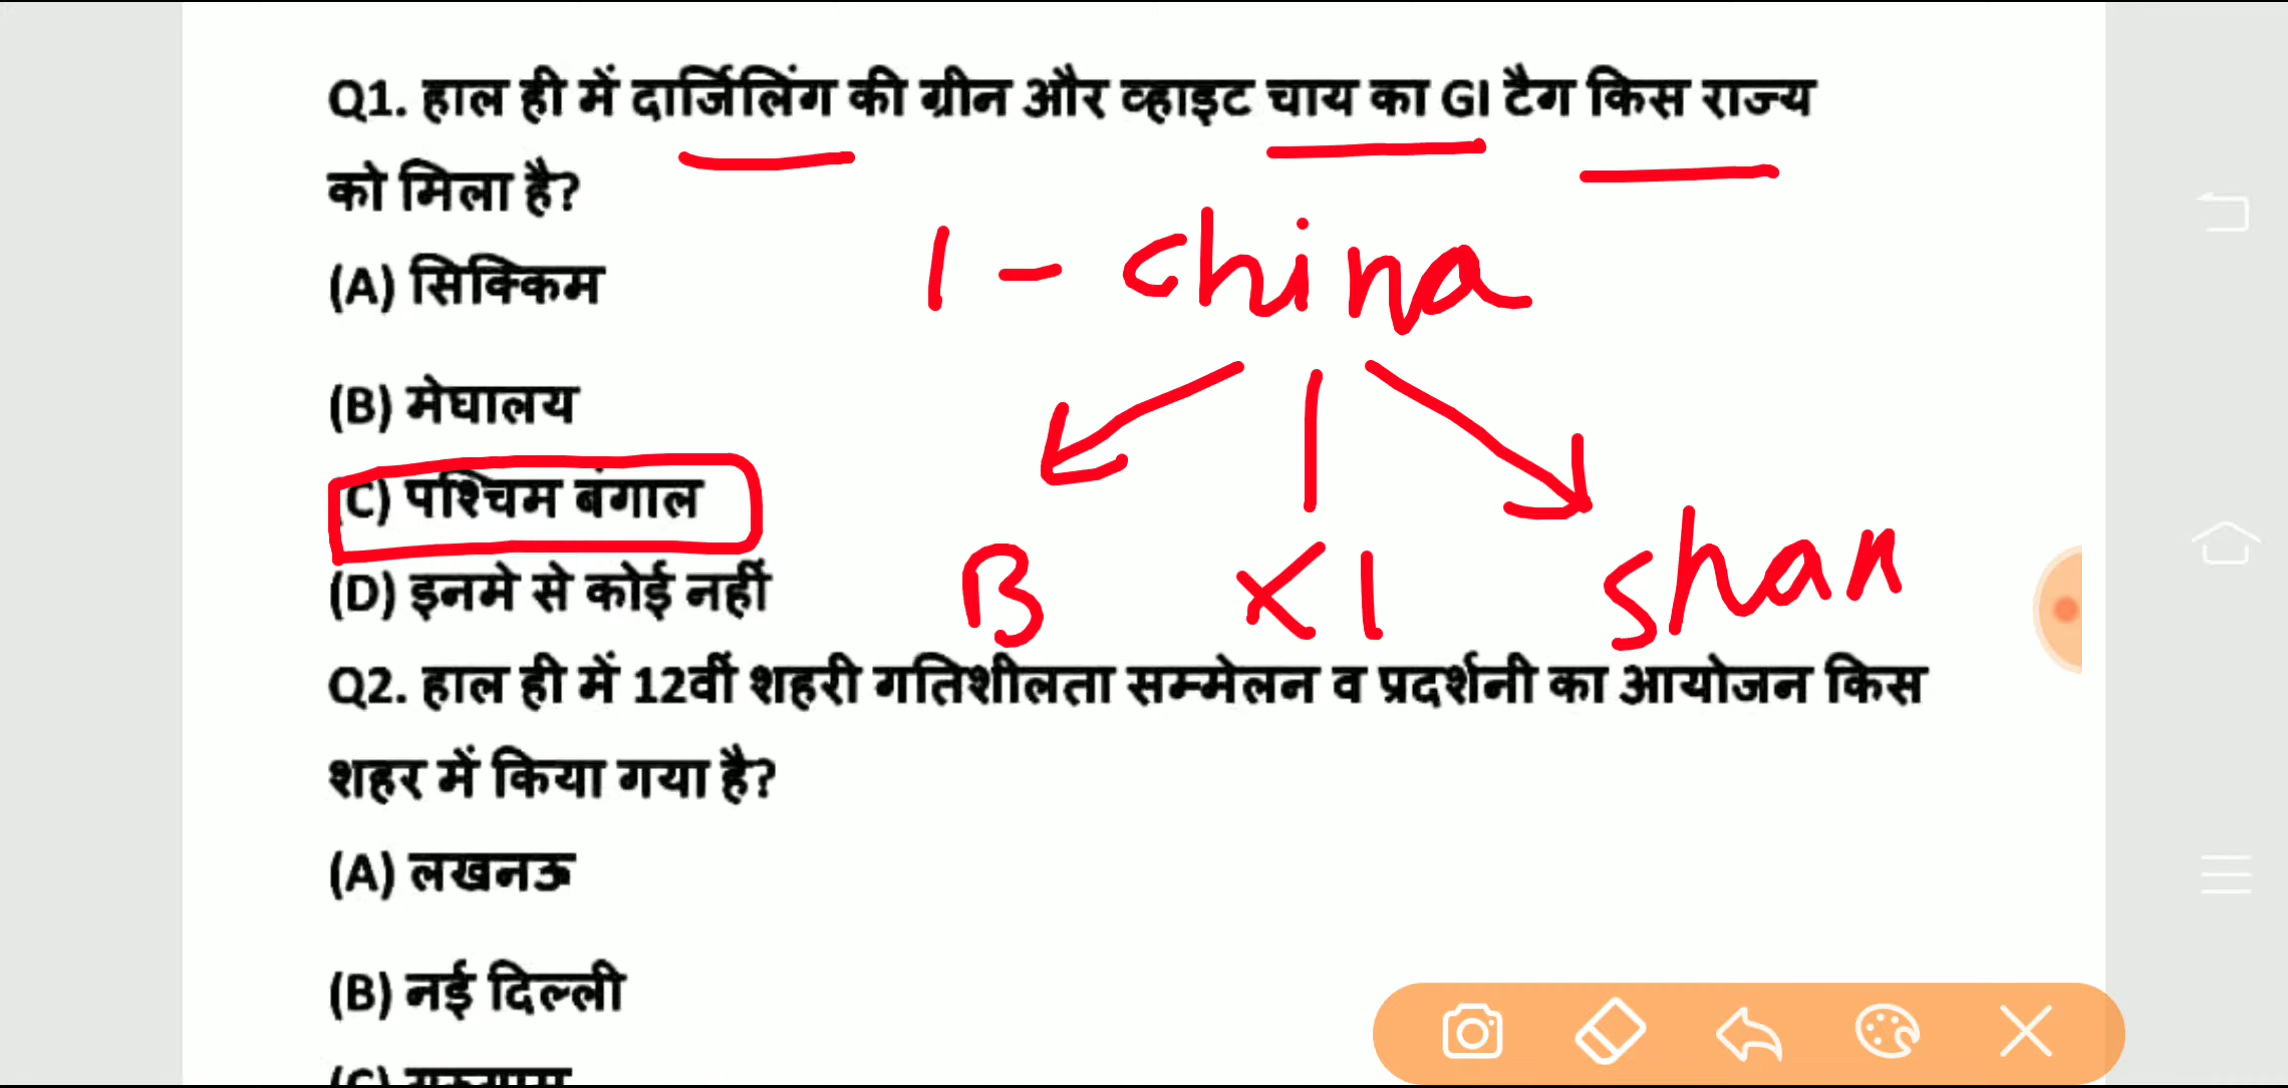 Q1. हाल ही में दार्जिलिंग की ग्रीन और व्हाइट चाय का GI टैग किस राज्य
को मिला है?
(A) सिक्किम
1 - china
(B) मेघालय
(C) पश्चिम बंगाल
(D) इनमे से कोई नहीं
B XI Shan
Q2. हाल ही में 12वीं शहरी गतिशीलता सम्मेलन व प्रदर्शनी का आयोजन किस
शहर में किया गया है?
(A) लखनऊ
(B) नई दिल्ली